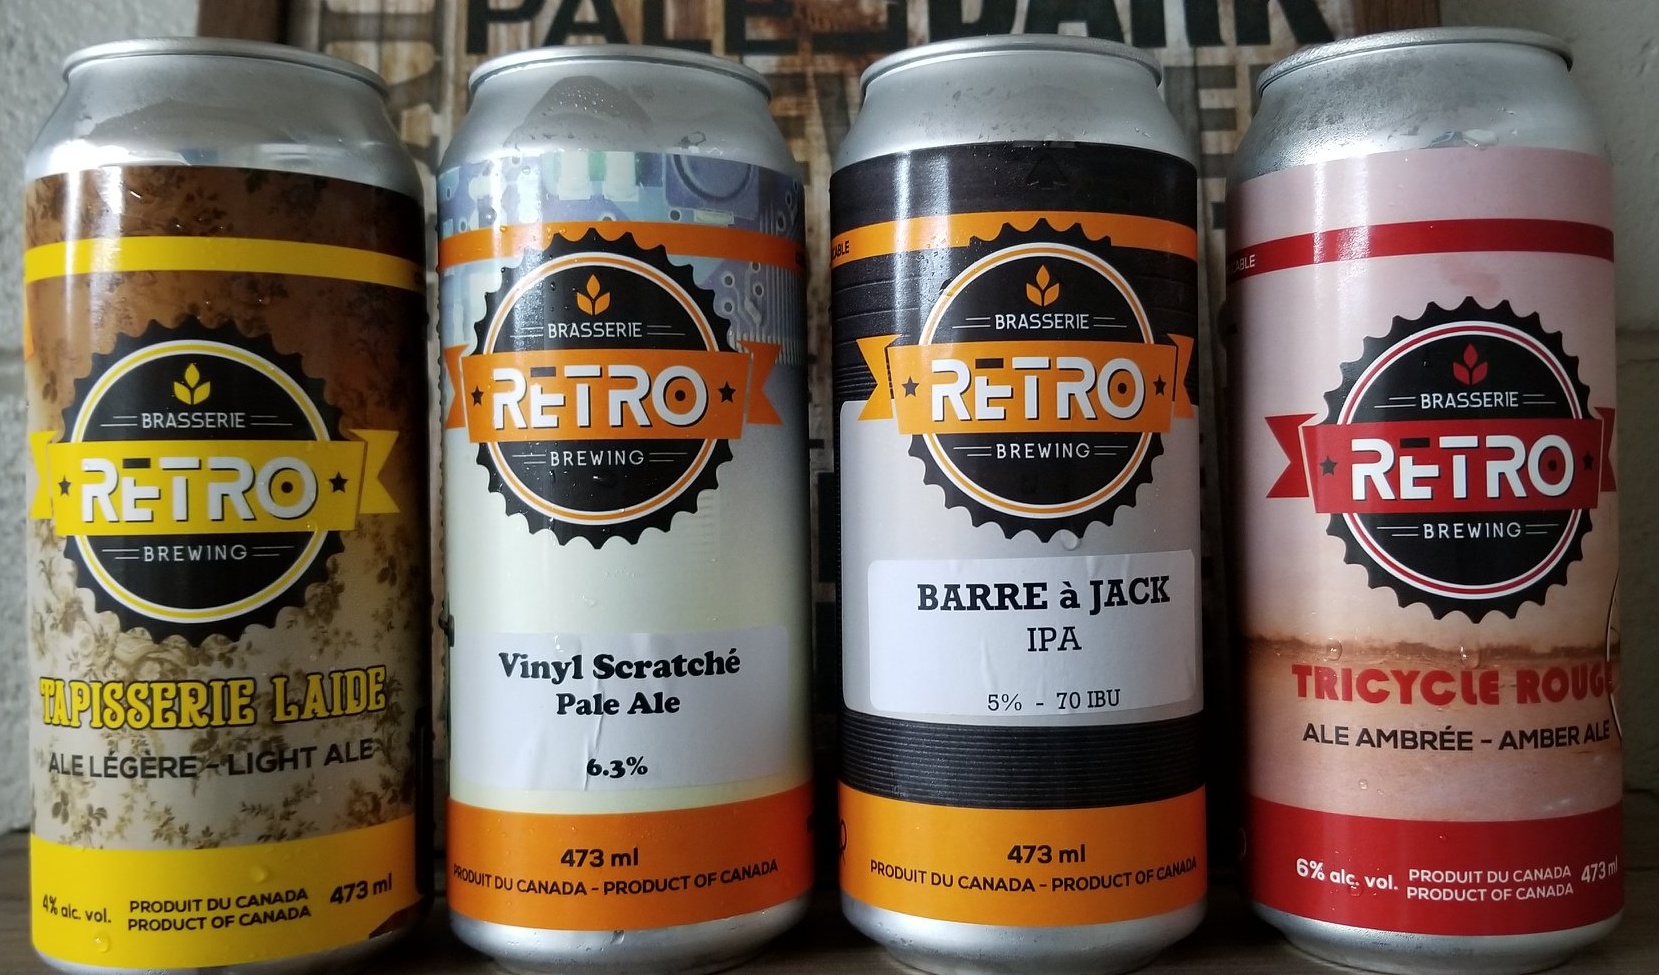 PALE
DARK
BRASSERIE
RETRO
BREWING
TAPISSERIE LAIDE
ALE LÉGÈRE - LIGHT ALE
4% alc. vol.
PRODUIT DU CANADA
PRODUCT OF CANADA
473 ml
BRASSERIE
RETRO
BREWING
Vinyl Scratché
Pale Ale
6.3%
473 ml
PRODUIT DU CANADA - PRODUCT OF CANADA
BRASSERIE
RETRO
BREWING
BARRE à JACK
IPA
5% - 70 IBU
473 ml
PRODUIT DU CANADA - PRODUCT OF CANADA
BRASSERIE
RETRO
BREWING
TRICYCLE ROUGE
ALE AMBRÉE - AMBER ALE
6% alc. vol.
PRODUIT DU CANADA
PRODUCT OF CANADA
473 ml